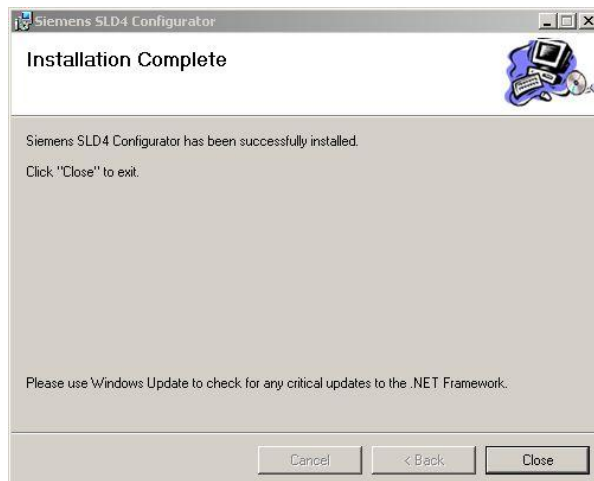 Siemens SLD4 Configurator
Installation Complete
Siemens SLD4 Configurator has been successfully installed.
Click "Close" to exit.
Please use Windows Update to check for any critical updates to the .NET Framework.
Cancel
< Back
Close